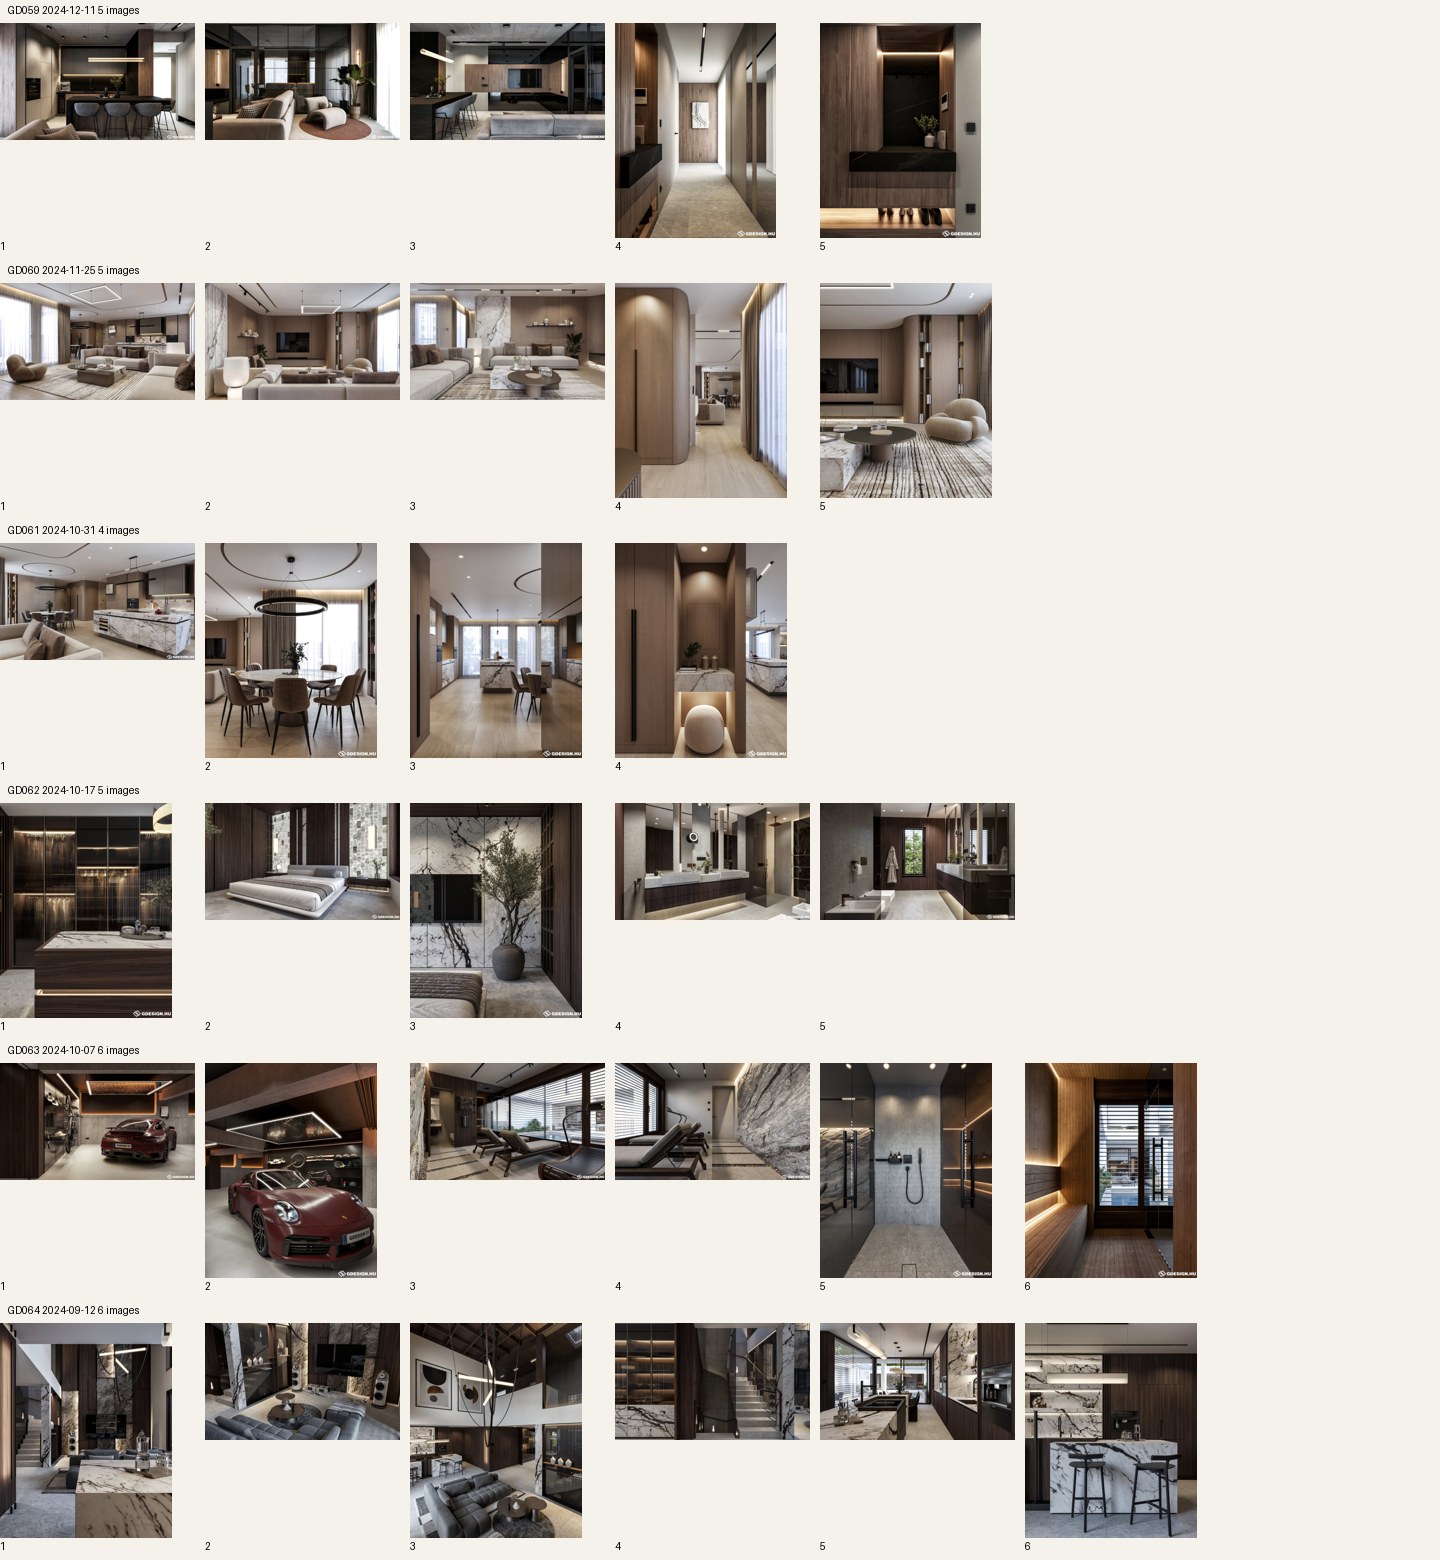 GD059 2024-12-11 5 images
1 2 3 4 5
GD060 2024-11-25 5 images
1 2 3 4 5
GD061 2024-10-31 4 images
1 2 3 4
GD062 2024-10-17 5 images
1 2 3 4 5
GD063 2024-10-07 6 images
1 2 3 4 5 6
GD064 2024-09-12 6 images
1 2 3 4 5 6
GDESIGN.HU